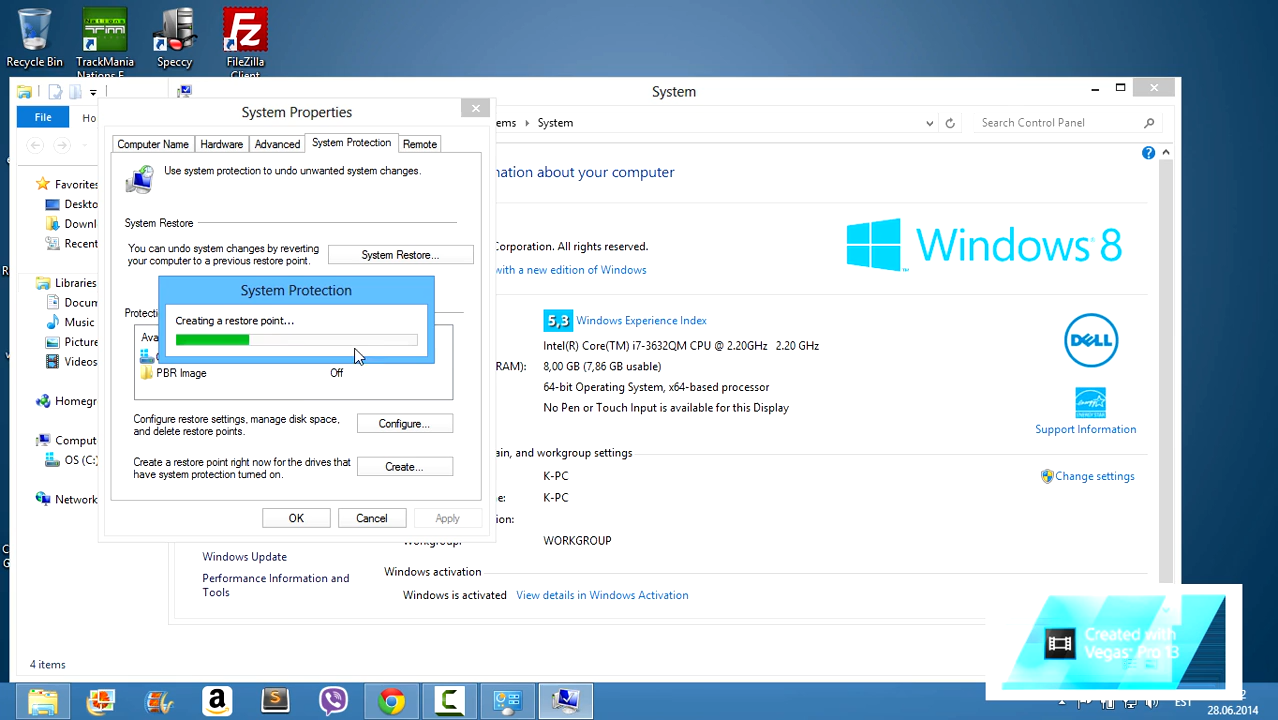 Recycle Bin
TrackMania
Nations F...
Speccy
FileZilla
Client
System
File
System Properties
System
Search Control Panel
Computer Name
Hardware
Advanced
System Protection
Remote
Use system protection to undo unwanted system changes.
Favorites
Deskto
Downl
Recent
System Restore
You can undo system changes by reverting
your computer to a previous restore point.
System Restore...
System Protection
Creating a restore point...
PBR Image
Off
Configure restore settings, manage disk space,
and delete restore points.
Configure...
Create a restore point right now for the drives that
have system protection turned on.
Create...
OK
Cancel
Apply
Libraries
Docum
Music
Picture
Videos
Homegr
Comput
OS (C:)
Network
4 items
Windows Update
Performance Information and
Tools
mation about your computer
Corporation. All rights reserved.
with a new edition of Windows
Windows 8
5,3 Windows Experience Index
Intel(R) Core(TM) i7-3632QM CPU @ 2.20GHz 2.20 GHz
RAM): 8,00 GB (7,86 GB usable)
64-bit Operating System, x64-based processor
No Pen or Touch Input is available for this Display
DELL
ENERGY STAR
Support Information
ain, and workgroup settings
K-PC
K-PC
WORKGROUP
Change settings
Windows activation
Windows is activated View details in Windows Activation
Created with
Vegas Pro 13
EST
28.06.2014